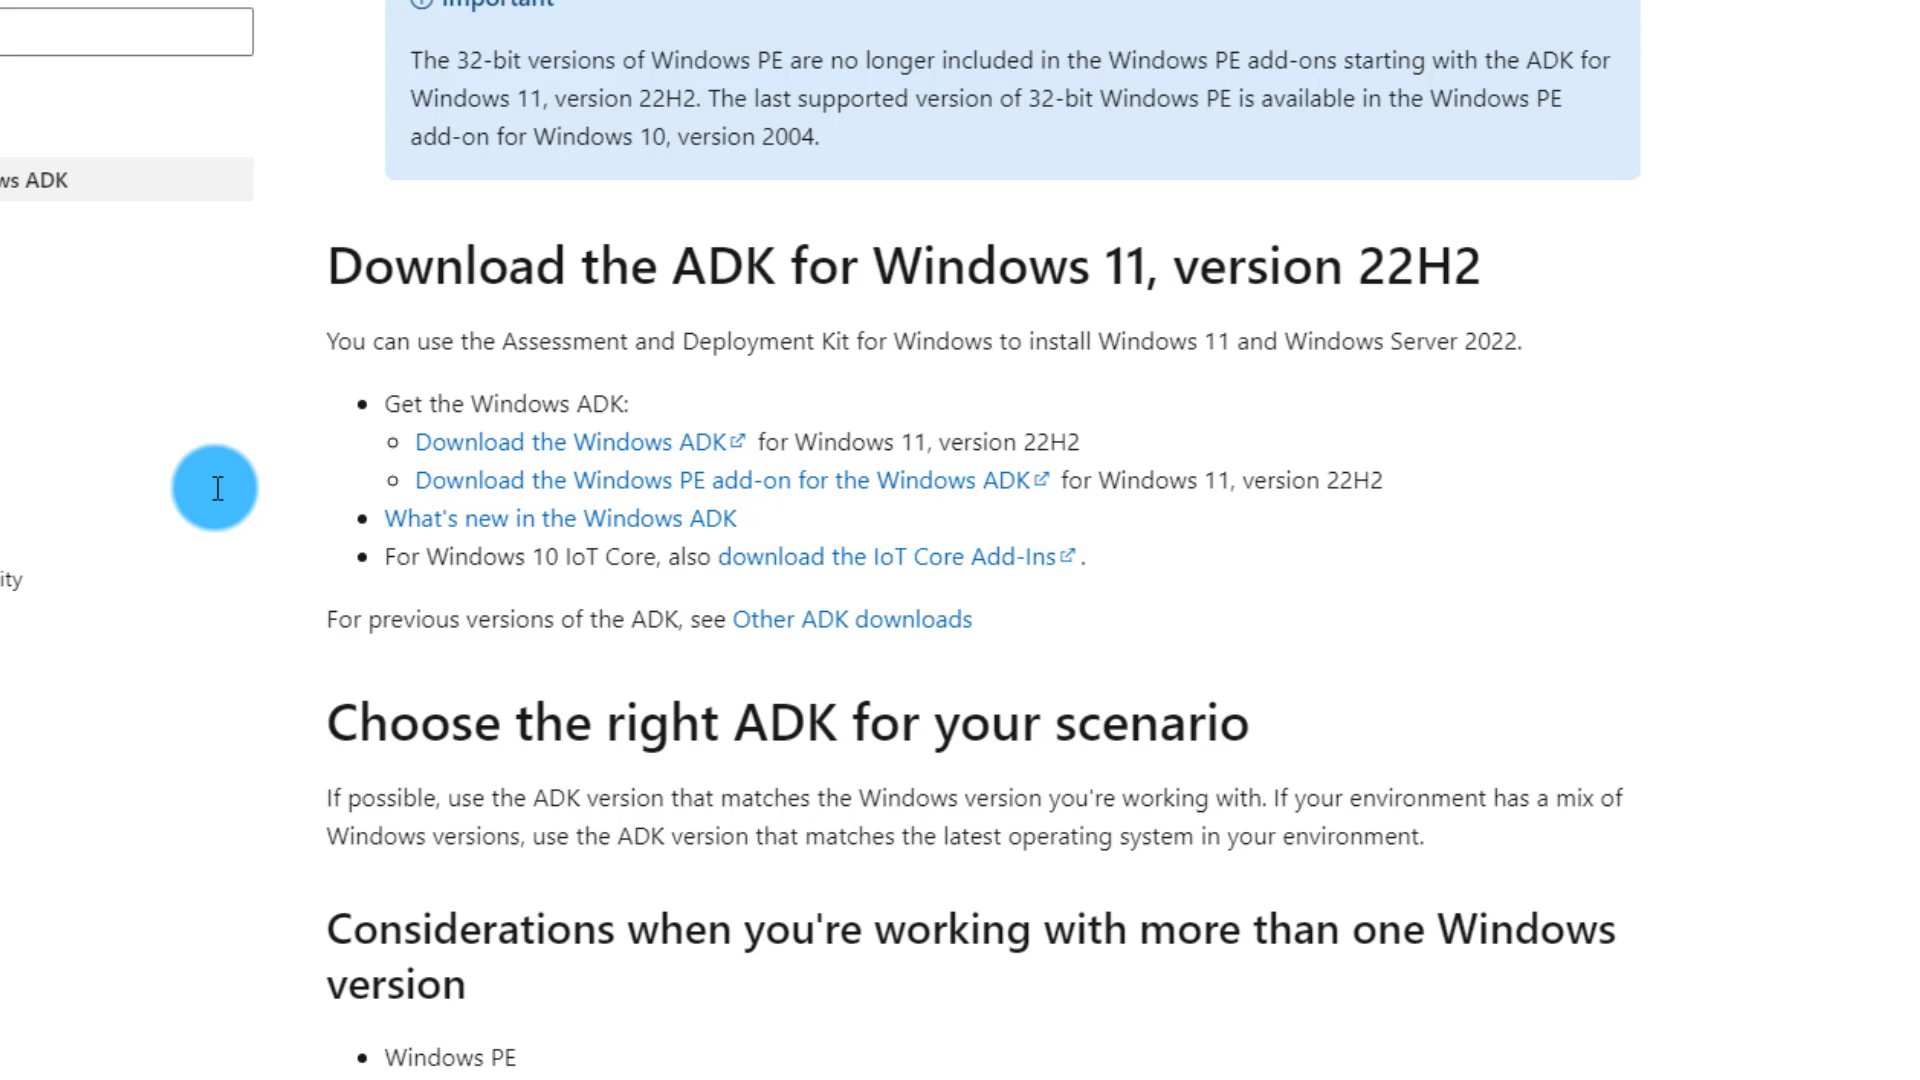 Important
The 32-bit versions of Windows PE are no longer included in the Windows PE add-ons starting with the ADK for
Windows 11, version 22H2. The last supported version of 32-bit Windows PE is available in the Windows PE
add-on for Windows 10, version 2004.
ws ADK
Download the ADK for Windows 11, version 22H2
You can use the Assessment and Deployment Kit for Windows to install Windows 11 and Windows Server 2022.
• Get the Windows ADK:
○ Download the Windows ADK for Windows 11, version 22H2
○ Download the Windows PE add-on for the Windows ADK for Windows 11, version 22H2
• What's new in the Windows ADK
• For Windows 10 IoT Core, also download the IoT Core Add-Ins .
ity
For previous versions of the ADK, see Other ADK downloads
Choose the right ADK for your scenario
If possible, use the ADK version that matches the Windows version you're working with. If your environment has a mix of
Windows versions, use the ADK version that matches the latest operating system in your environment.
Considerations when you're working with more than one Windows
version
• Windows PE